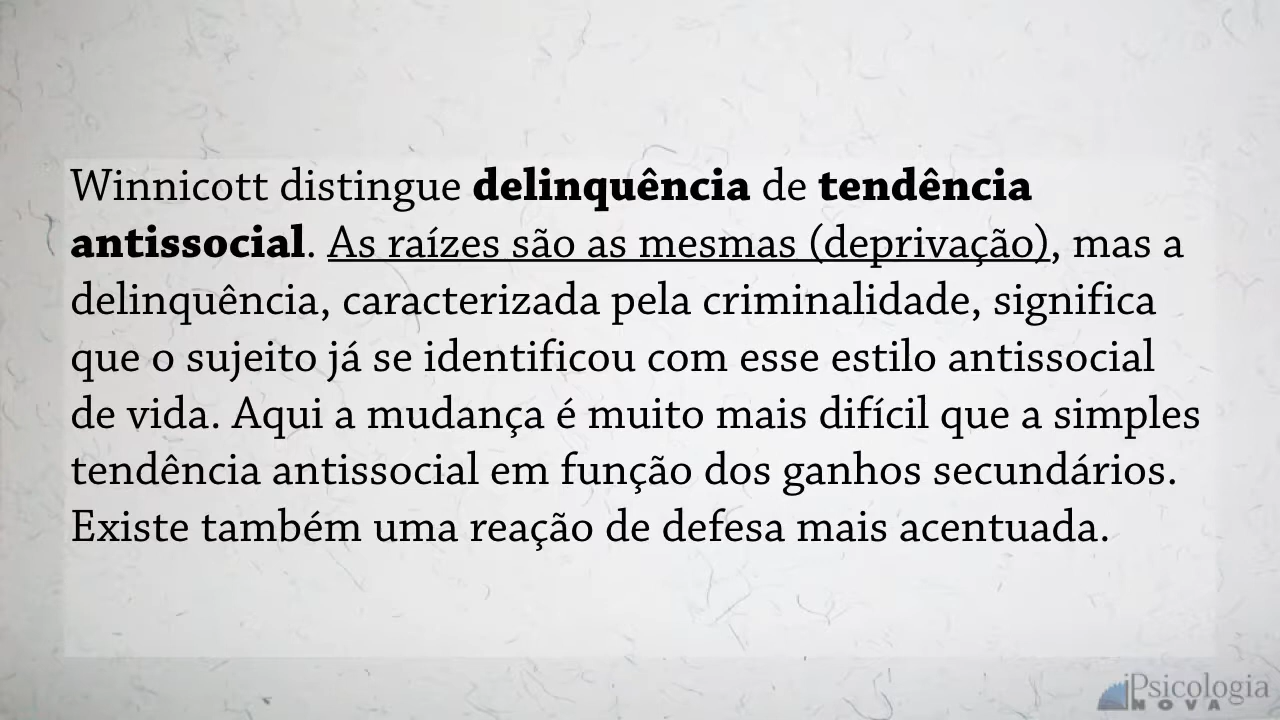 Winnicott distingue delinquência de tendência
antissocial. As raízes são as mesmas (deprivação), mas a
delinquência, caracterizada pela criminalidade, significa
que o sujeito já se identificou com esse estilo antissocial
de vida. Aqui a mudança é muito mais difícil que a simples
tendência antissocial em função dos ganhos secundários.
Existe também uma reação de defesa mais acentuada.
Psicologia
NOVA